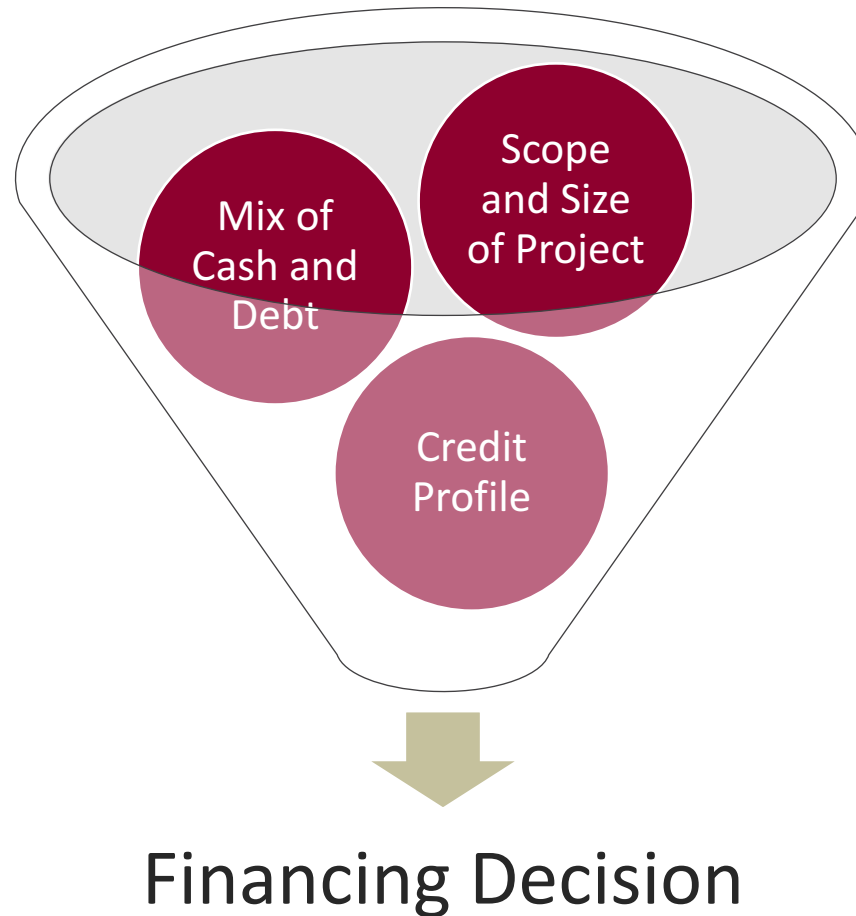 Scope
and Size
of Project
Mix of
Cash and
Debt
Credit
Profile
Financing Decision